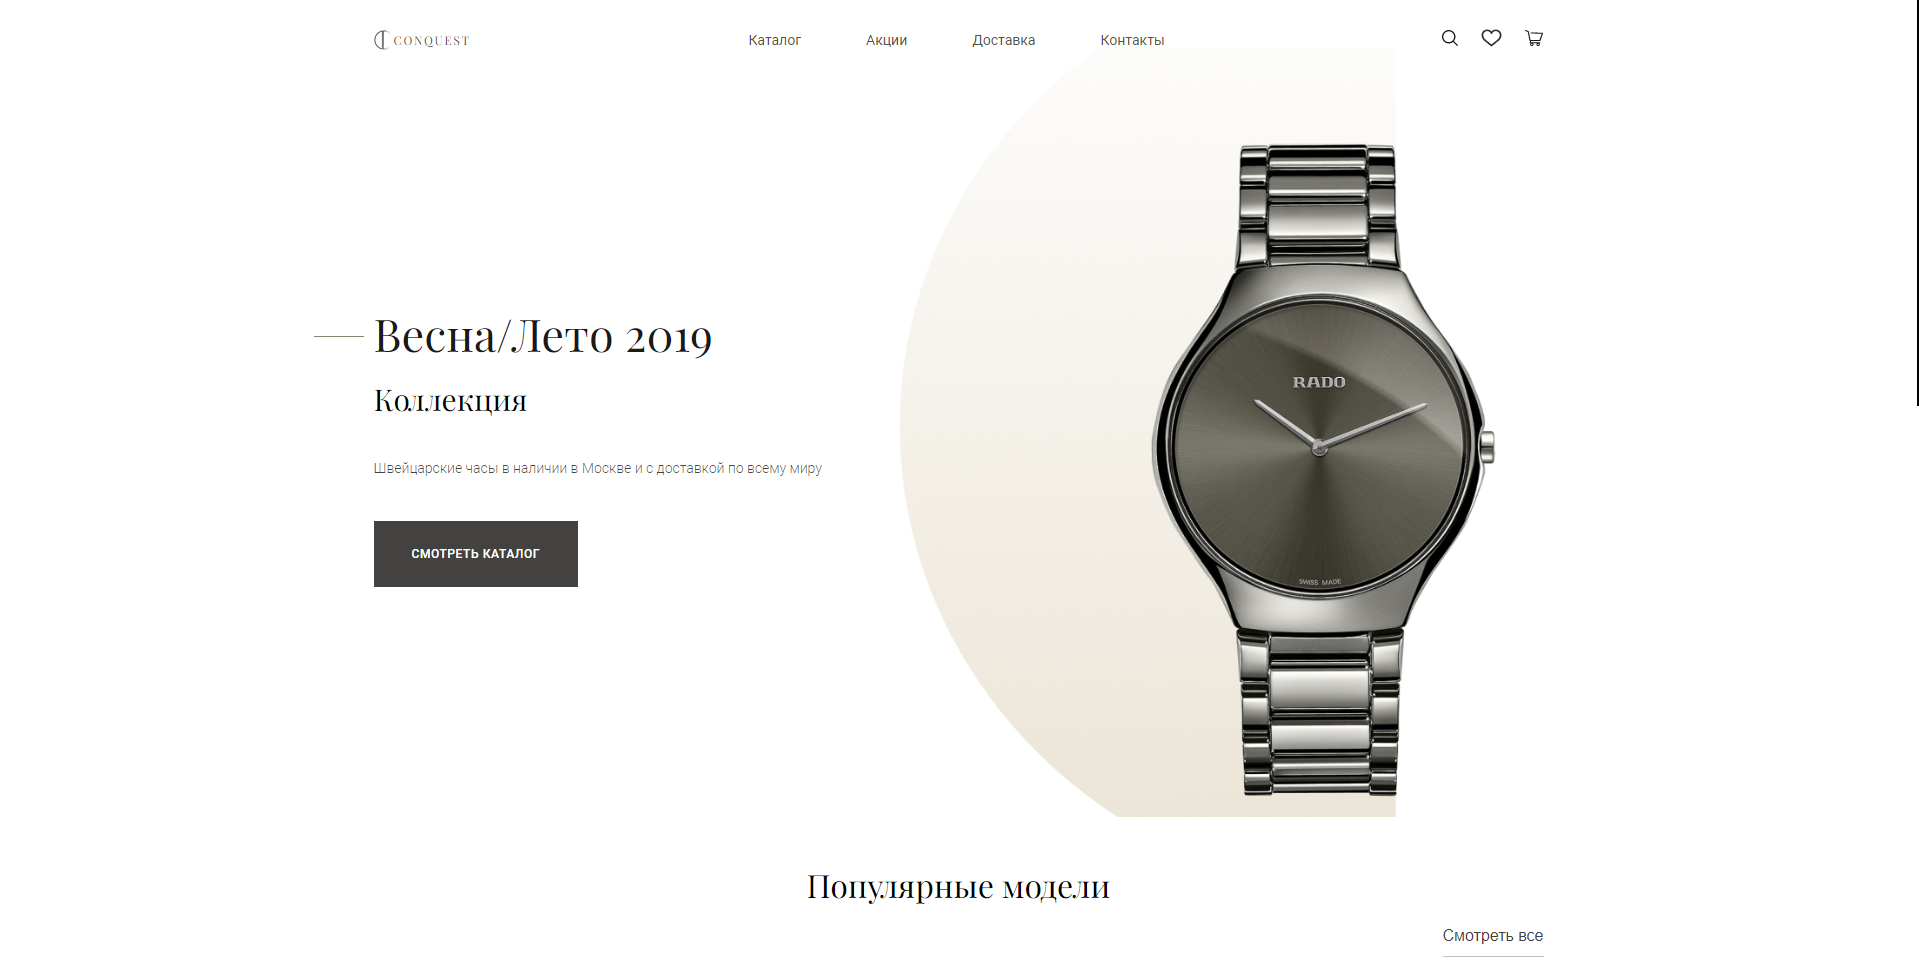 CONQUEST
Каталог Акции Доставка Контакты
RADO
SWISS MADE
Весна/Лето 2019
Коллекция
Швейцарские часы в наличии в Москве и с доставкой по всему миру
СМОТРЕТЬ КАТАЛОГ
Популярные модели
Смотреть все